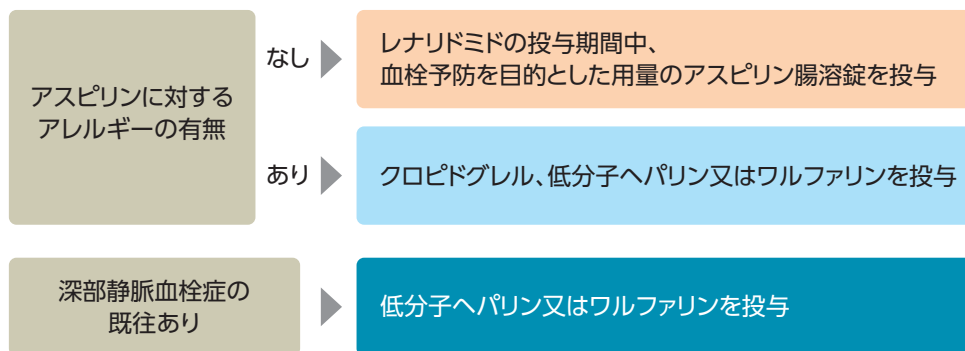 アスピリンに対する
アレルギーの有無
なし
レナリドミドの投与期間中、
血栓予防を目的とした用量のアスピリン腸溶錠を投与
あり
クロピドグレル、低分子ヘパリン又はワルファリンを投与
深部静脈血栓症の
既往あり
低分子ヘパリン又はワルファリンを投与